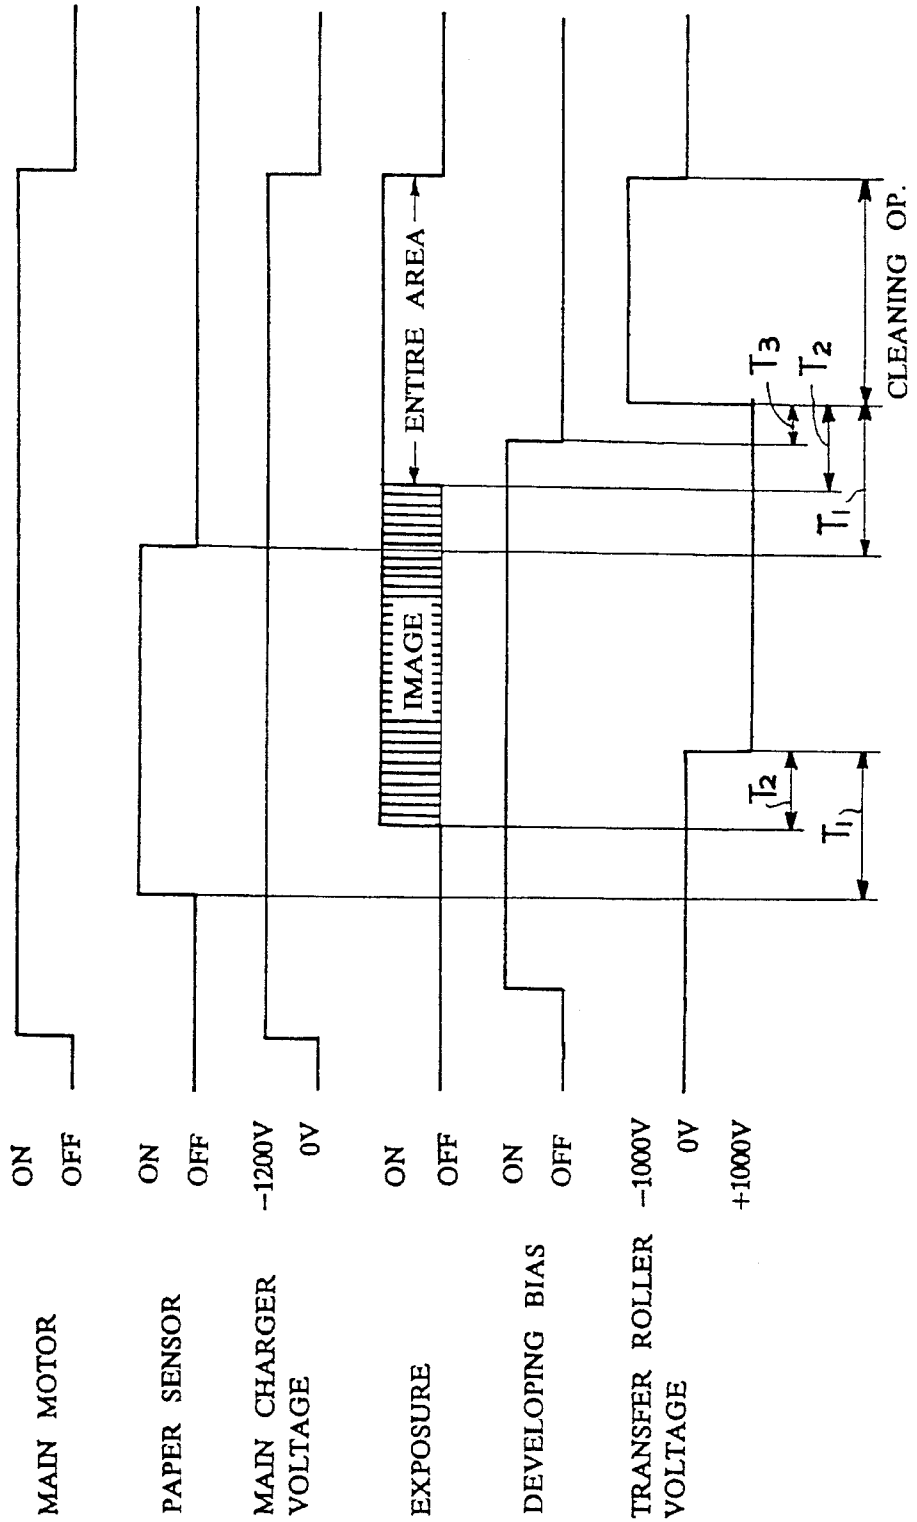 MAIN MOTOR
ON
OFF
PAPER SENSOR
ON
OFF
MAIN CHARGER
VOLTAGE
−1200V
0V
EXPOSURE
ON
OFF
IMAGE
ENTIRE AREA
DEVELOPING BIAS
ON
OFF
TRANSFER ROLLER
VOLTAGE
−1000V
0V
+1000V
T2
T1
T3
T2
T1
CLEANING OP.